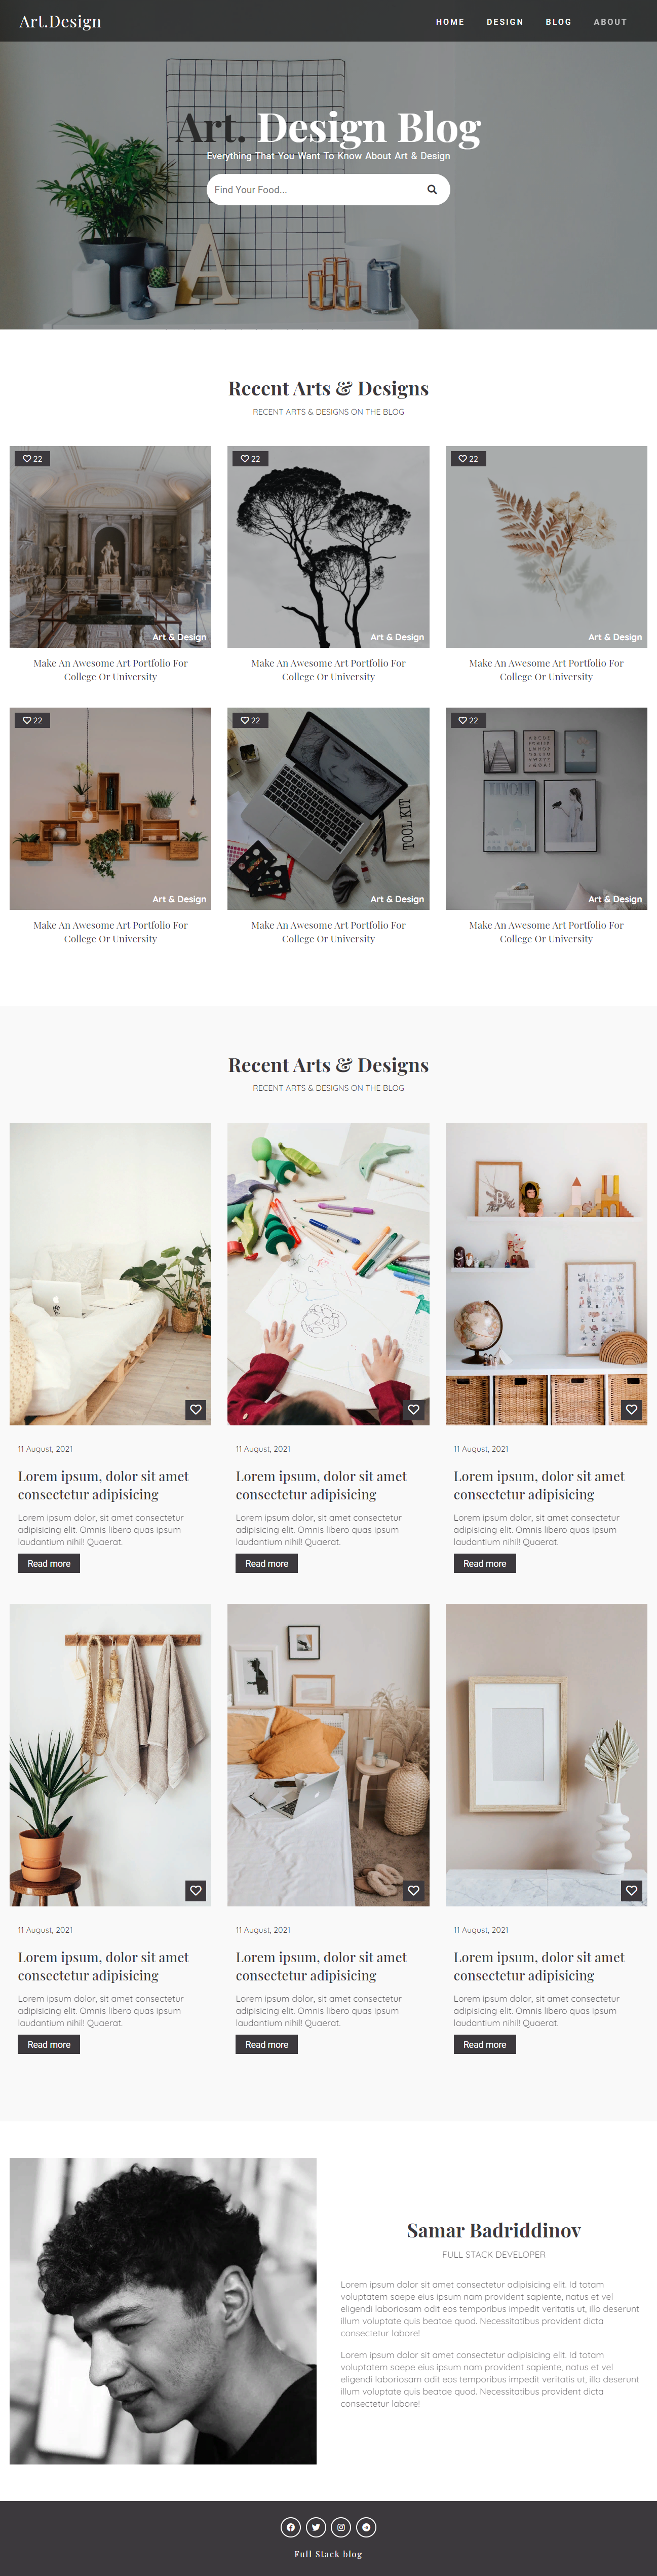 Art.Design
HOME DESIGN BLOG ABOUT
Art. Design Blog
Everything That You Want To Know About Art & Design
Find Your Food...
A
Recent Arts & Designs
RECENT ARTS & DESIGNS ON THE BLOG
22
22
22
Art & Design
Art & Design
Art & Design
Make An Awesome Art Portfolio For
College Or University
Make An Awesome Art Portfolio For
College Or University
Make An Awesome Art Portfolio For
College Or University
22
22
22
TIVOLI
TOOL KIT
Art & Design
Art & Design
Art & Design
Make An Awesome Art Portfolio For
College Or University
Make An Awesome Art Portfolio For
College Or University
Make An Awesome Art Portfolio For
College Or University
Recent Arts & Designs
RECENT ARTS & DESIGNS ON THE BLOG
B
11 August, 2021
Lorem ipsum, dolor sit amet
consectetur adipisicing
Lorem ipsum dolor, sit amet consectetur
adipisicing elit. Omnis libero quas ipsum
laudantium nihil! Quaerat.
Read more
11 August, 2021
Lorem ipsum, dolor sit amet
consectetur adipisicing
Lorem ipsum dolor, sit amet consectetur
adipisicing elit. Omnis libero quas ipsum
laudantium nihil! Quaerat.
Read more
11 August, 2021
Lorem ipsum, dolor sit amet
consectetur adipisicing
Lorem ipsum dolor, sit amet consectetur
adipisicing elit. Omnis libero quas ipsum
laudantium nihil! Quaerat.
Read more
11 August, 2021
Lorem ipsum, dolor sit amet
consectetur adipisicing
Lorem ipsum dolor, sit amet consectetur
adipisicing elit. Omnis libero quas ipsum
laudantium nihil! Quaerat.
Read more
11 August, 2021
Lorem ipsum, dolor sit amet
consectetur adipisicing
Lorem ipsum dolor, sit amet consectetur
adipisicing elit. Omnis libero quas ipsum
laudantium nihil! Quaerat.
Read more
11 August, 2021
Lorem ipsum, dolor sit amet
consectetur adipisicing
Lorem ipsum dolor, sit amet consectetur
adipisicing elit. Omnis libero quas ipsum
laudantium nihil! Quaerat.
Read more
Samar Badriddinov
FULL STACK DEVELOPER
Lorem ipsum dolor sit amet consectetur adipisicing elit. Id totam
voluptatem saepe eius ipsum nam provident sapiente, natus et vel
eligendi laboriosam odit eos temporibus impedit veritatis ut, illo deserunt
illum voluptate quis beatae quod. Necessitatibus provident dicta
consectetur labore!
Lorem ipsum dolor sit amet consectetur adipisicing elit. Id totam
voluptatem saepe eius ipsum nam provident sapiente, natus et vel
eligendi laboriosam odit eos temporibus impedit veritatis ut, illo deserunt
illum voluptate quis beatae quod. Necessitatibus provident dicta
consectetur labore!
Full Stack blog